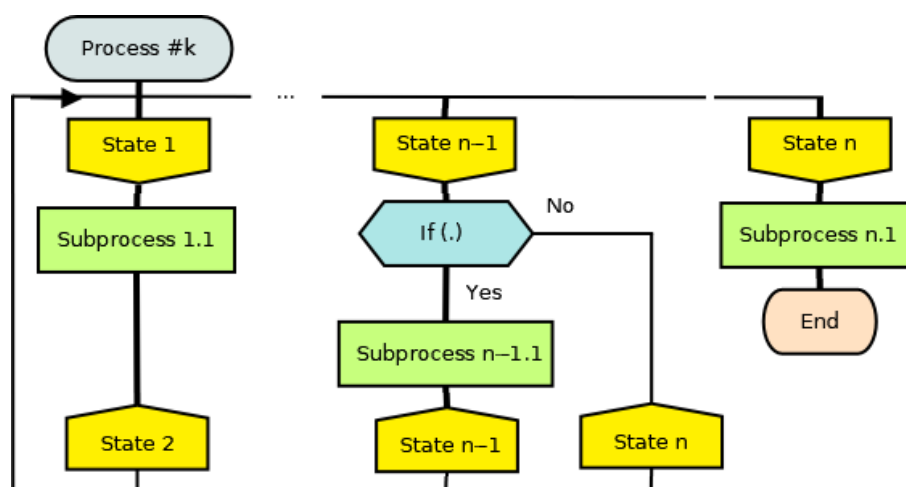 Process #k
...
State 1
State n−1
State n
If (.)
No
Subprocess 1.1
Subprocess n.1
Yes
End
Subprocess n−1.1
State 2
State n−1
State n